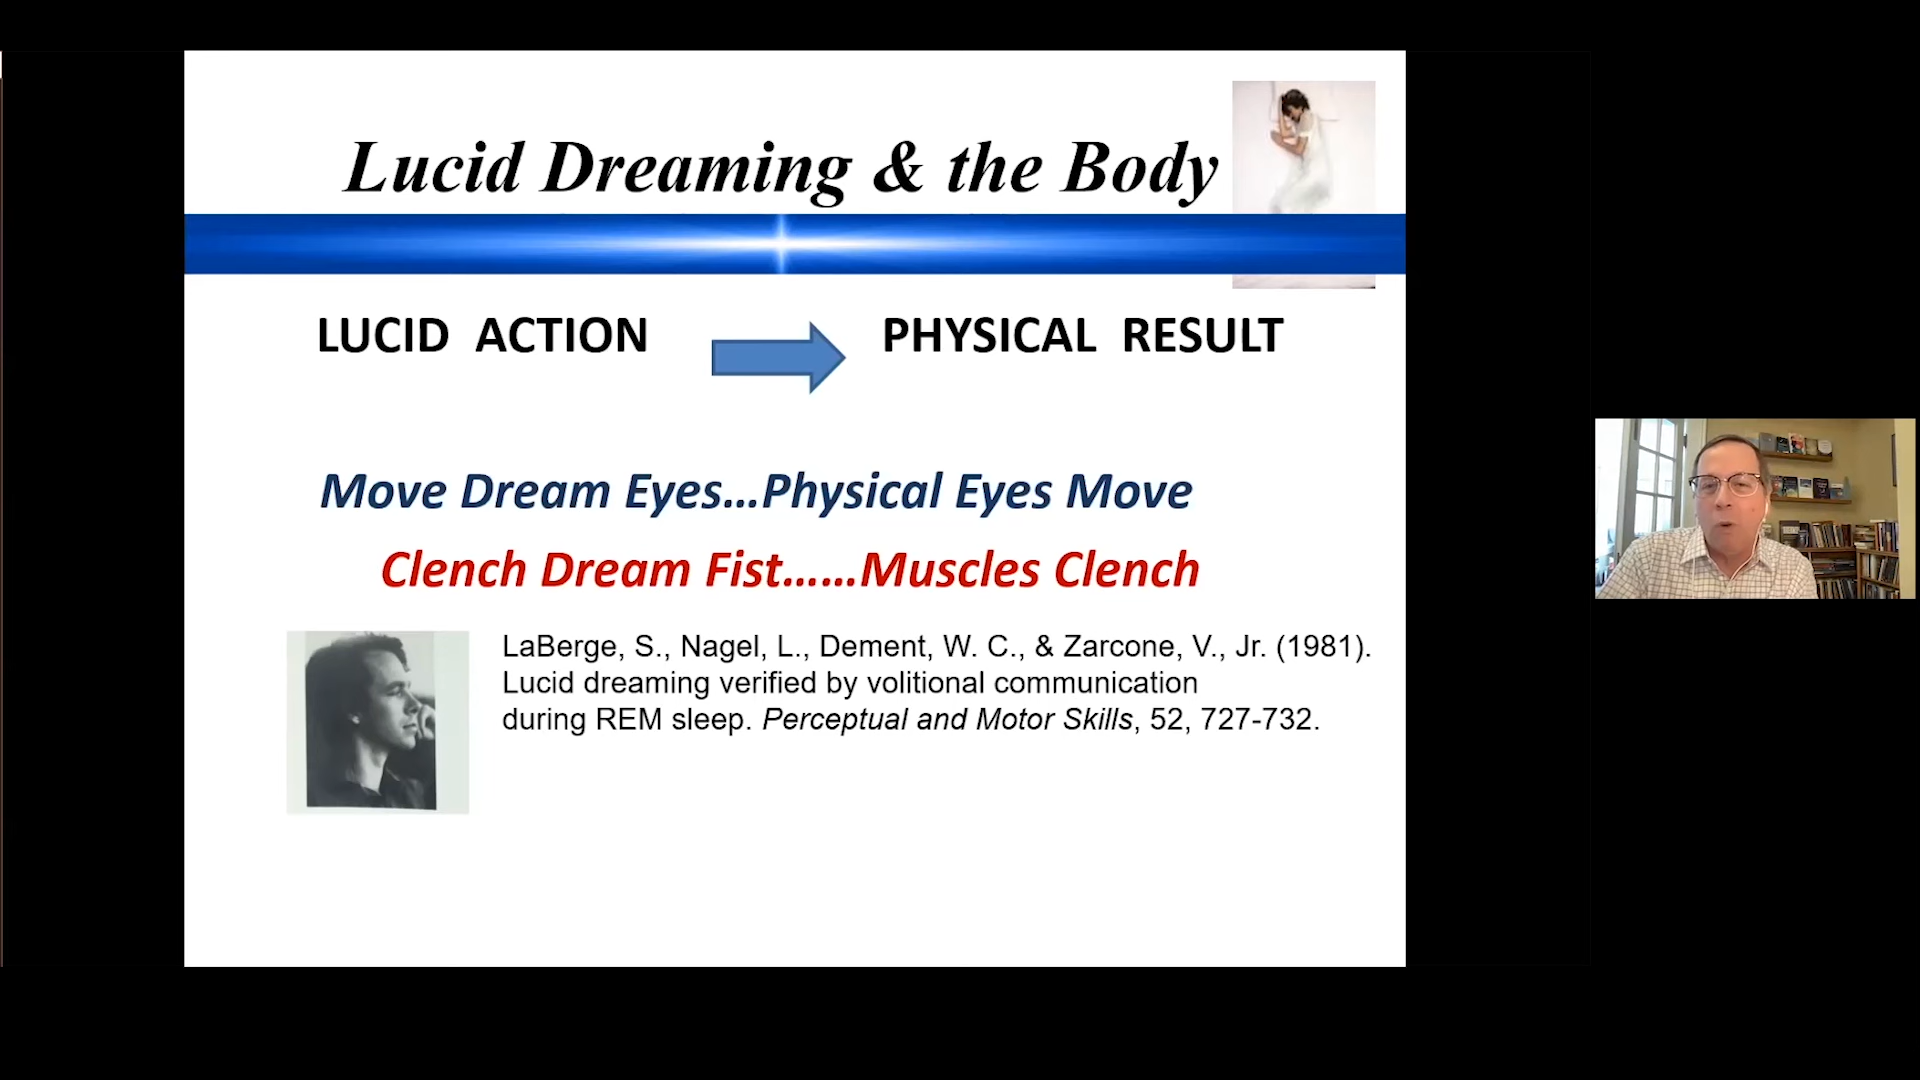 Lucid Dreaming & the Body
LUCID ACTION
PHYSICAL RESULT
Move Dream Eyes...Physical Eyes Move
Clench Dream Fist......Muscles Clench
LaBerge, S., Nagel, L., Dement, W. C., & Zarcone, V., Jr. (1981).
Lucid dreaming verified by volitional communication
during REM sleep. Perceptual and Motor Skills, 52, 727-732.